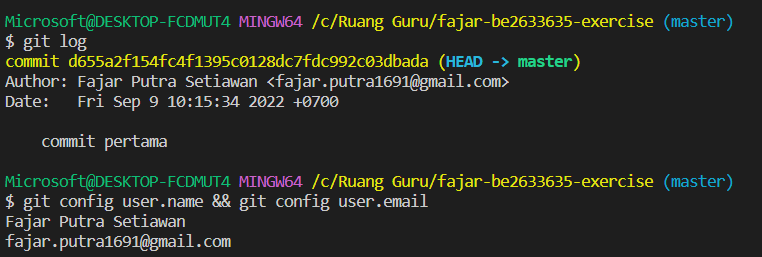 Microsoft@DESKTOP-FCDMUT4 MINGW64 /c/Ruang Guru/fajar-be2633635-exercise (master)
$ git log
commit d655a2f154fc4f1395c0128dc7fdc992c03dbada (HEAD -> master)
Author: Fajar Putra Setiawan <fajar.putra1691@gmail.com>
Date:   Fri Sep 9 10:15:34 2022 +0700
    commit pertama
Microsoft@DESKTOP-FCDMUT4 MINGW64 /c/Ruang Guru/fajar-be2633635-exercise (master)
$ git config user.name && git config user.email
Fajar Putra Setiawan
fajar.putra1691@gmail.com